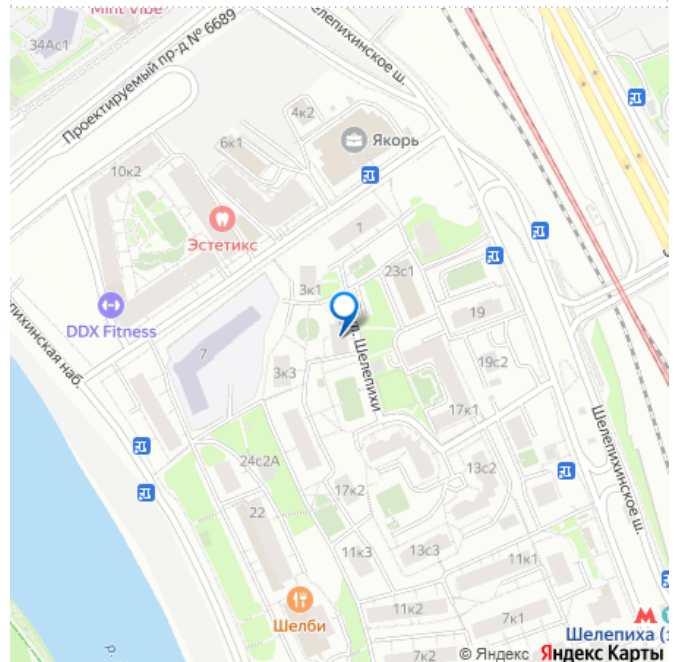 Mint Vibe
34Ас1
Шелепихинское ш.
Проектируемый пр-д № 6689
4к2
6к1
Якорь
10к2
Эстетикс
1
23с1
3к1
DDX Fitness
19
7
д. Шелепихи
19с2
3к3
17к1
24с2А
13с2
Шелепихинское ш.
17к2
22
11к3
13с3
11к1
Шелби
11к2
7к1
Шелепиха (з
р.
7к2
© Яндекс Яндекс Карты